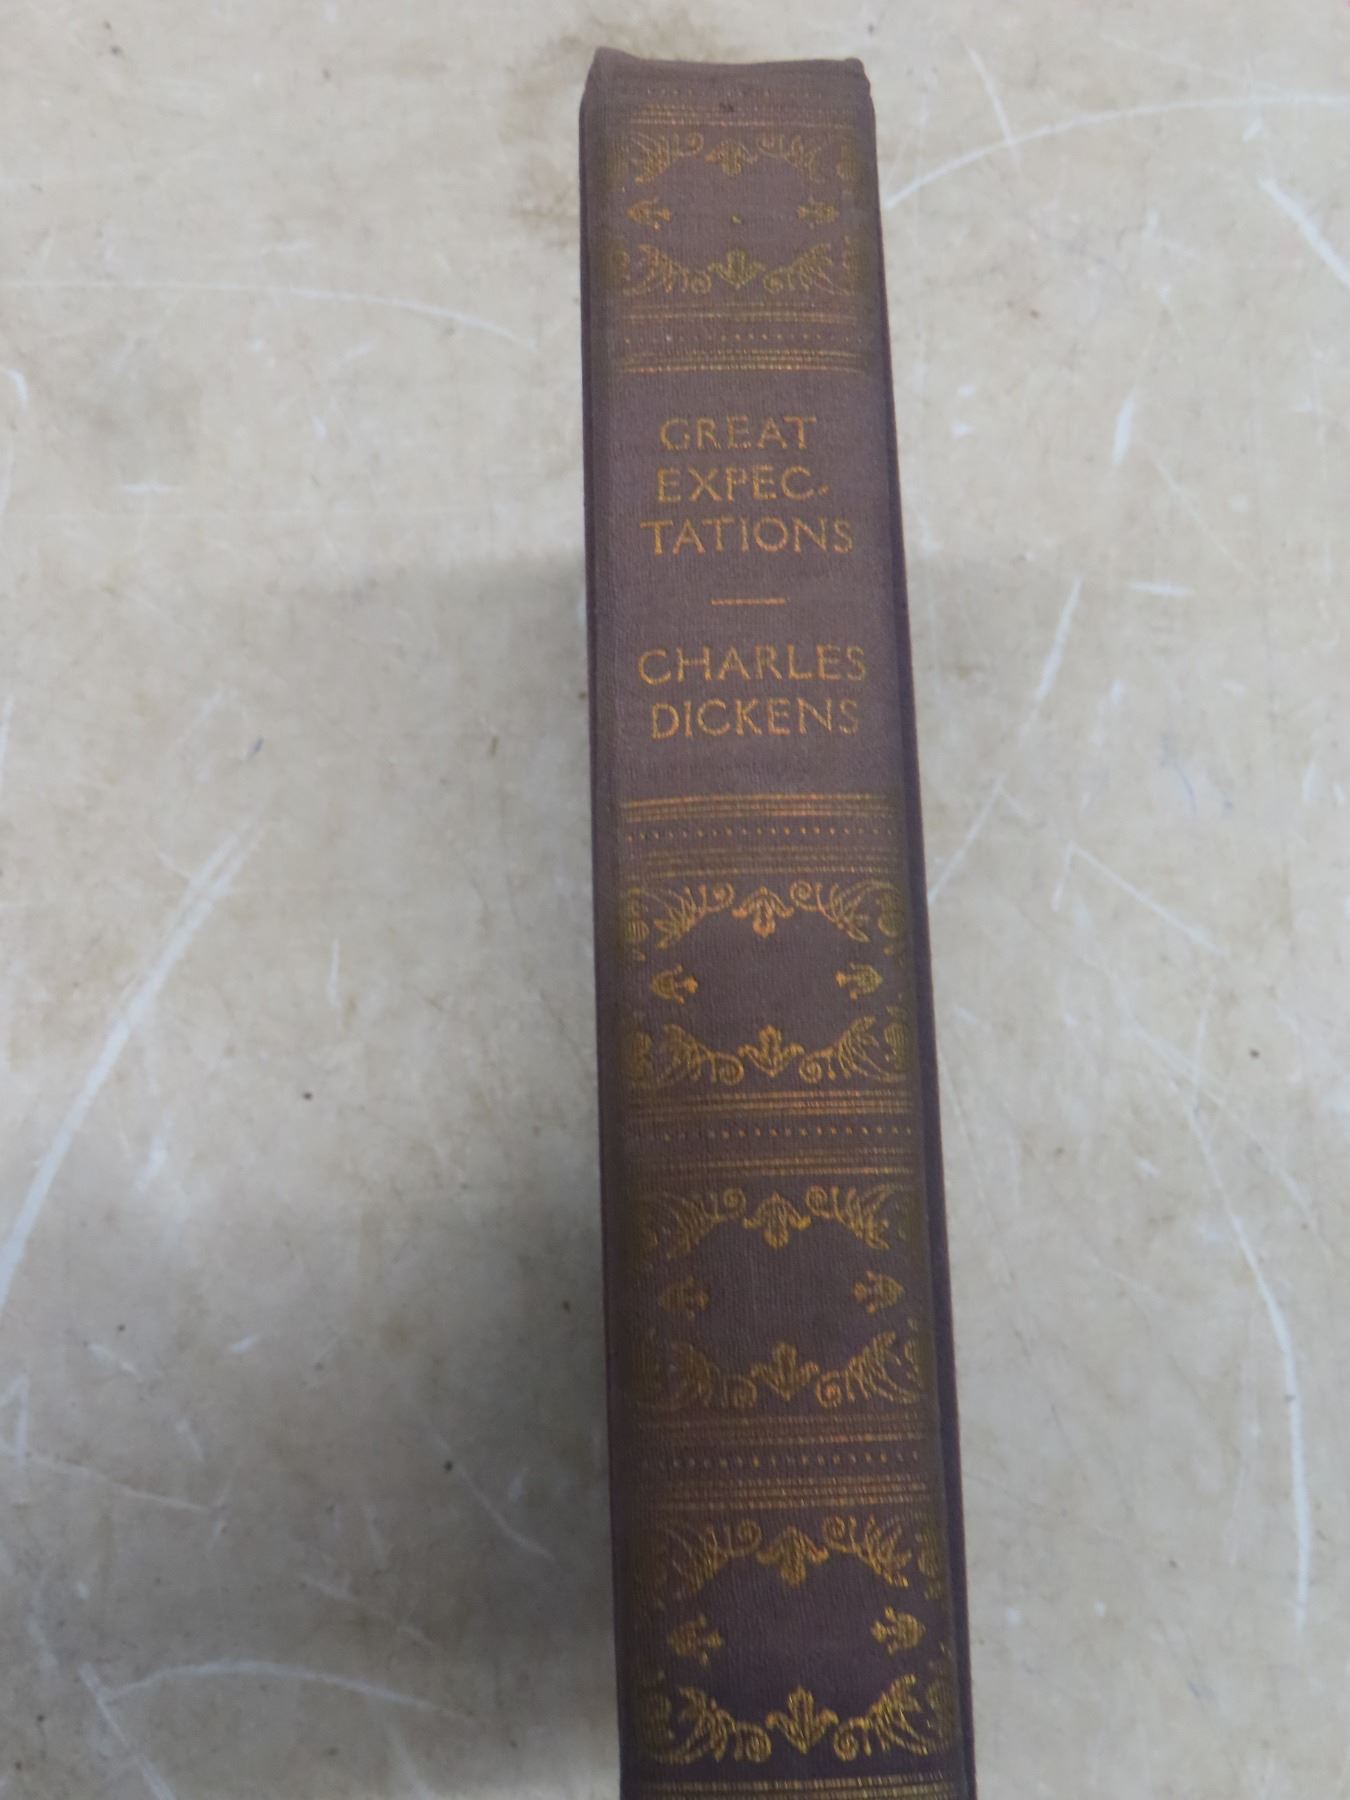 GREAT
EXPEC-
TATIONS
CHARLES
DICKENS